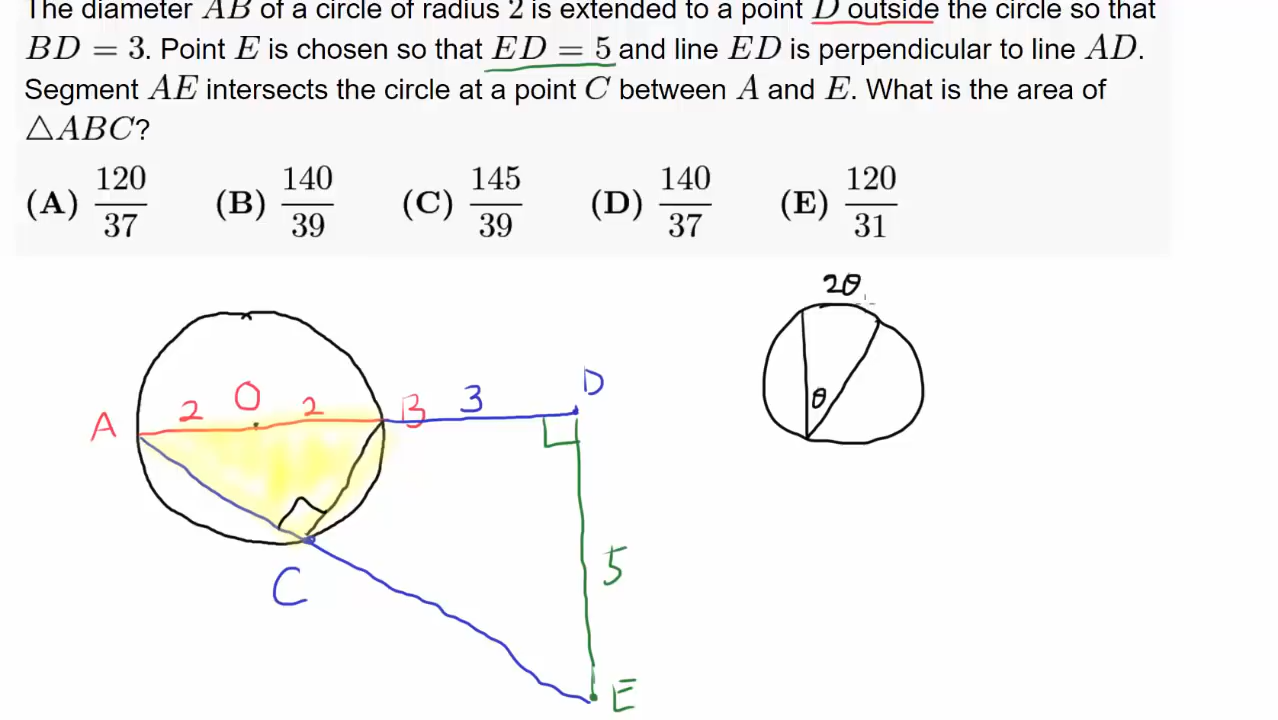 The diameter AB of a circle of radius 2 is extended to a point D outside the circle so that
BD = 3. Point E is chosen so that ED = 5 and line ED is perpendicular to line AD.
Segment AE intersects the circle at a point C between A and E. What is the area of
△ABC?
(A) 120/37 (B) 140/39 (C) 145/39 (D) 140/37 (E) 120/31
2θ
θ
A 2 O 2 B 3 D
5
C
E